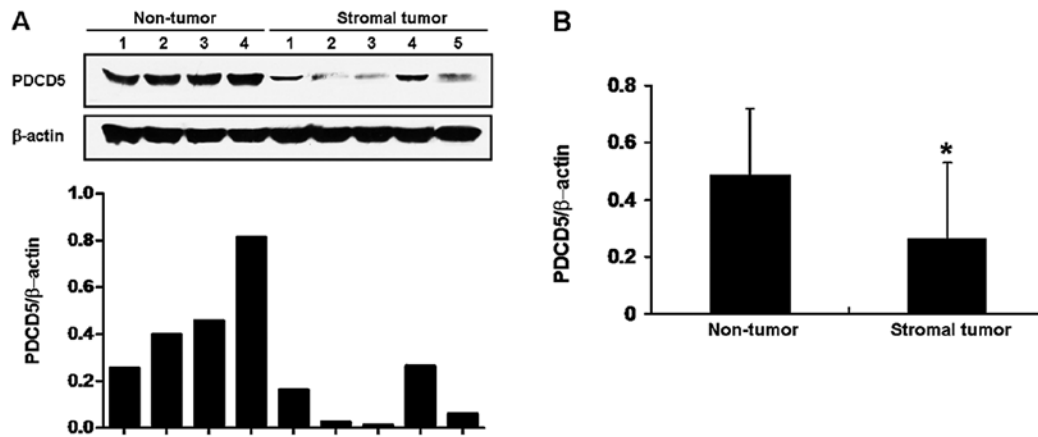 A
Non-tumor Stromal tumor
1 2 3 4 1 2 3 4 5
PDCD5
β-actin
PDCD5/β–actin
1.0
0.8
0.6
0.4
0.2
0.0
B
PDCD5/β–actin
0.8
0.6
0.4
0.2
0
*
Non-tumor Stromal tumor